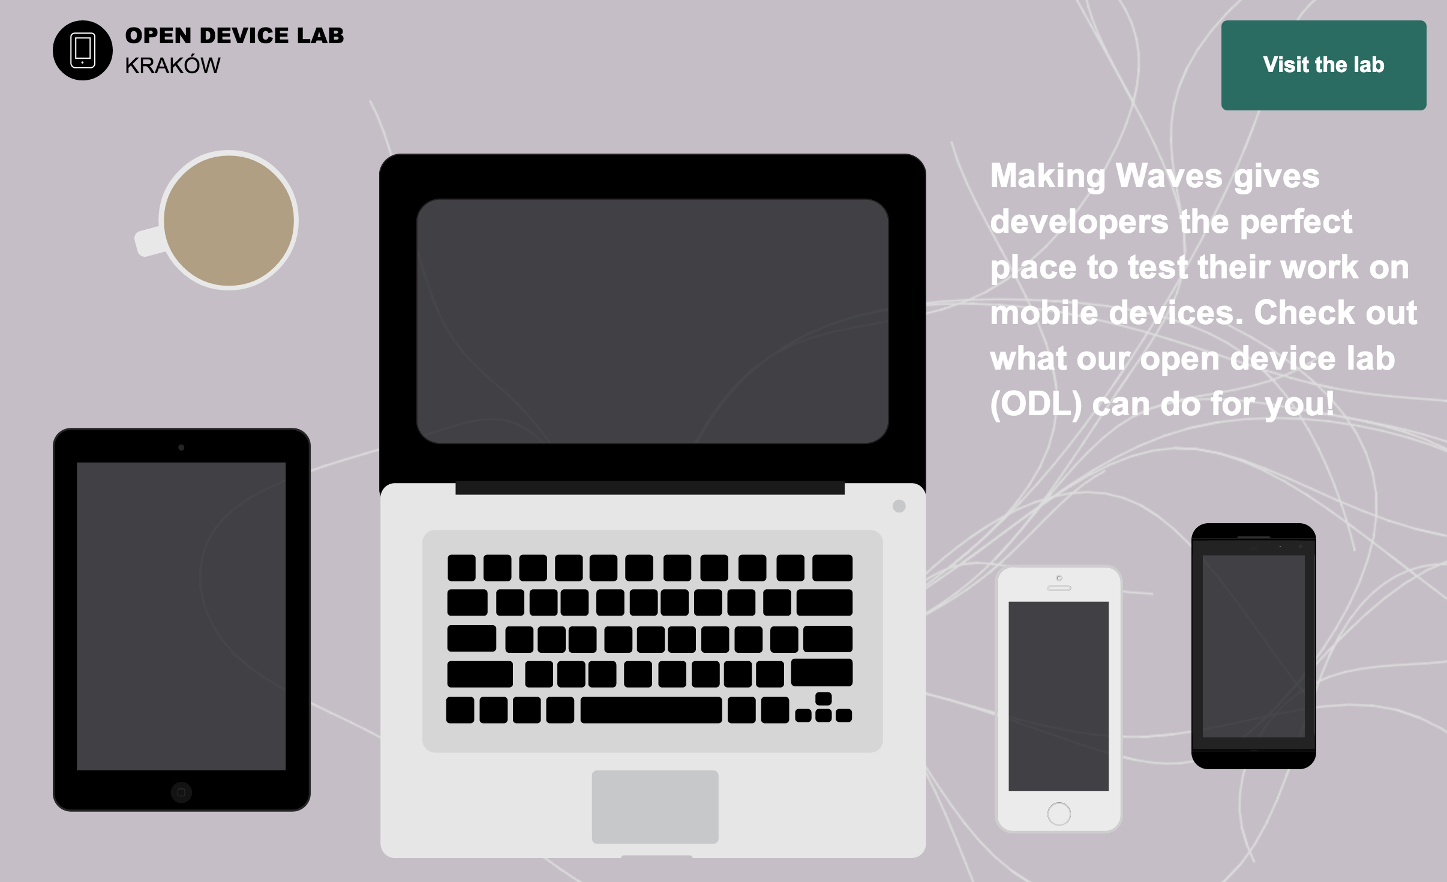 OPEN DEVICE LAB
KRAKÓW
Visit the lab
Making Waves gives
developers the perfect
place to test their work on
mobile devices. Check out
what our open device lab
(ODL) can do for you!